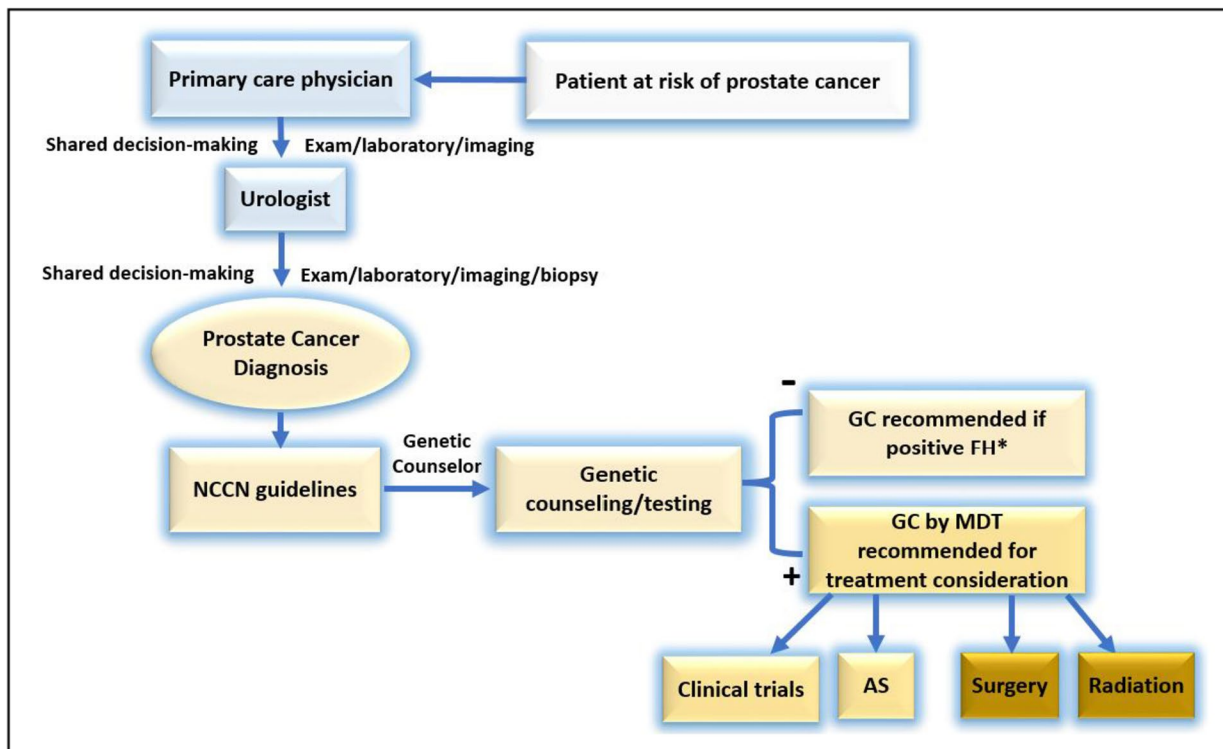 Primary care physician
Patient at risk of prostate cancer
Shared decision-making
Exam/laboratory/imaging
Urologist
Shared decision-making
Exam/laboratory/imaging/biopsy
Prostate Cancer
Diagnosis
NCCN guidelines
Genetic
Counselor
Genetic
counseling/testing
-
GC recommended if
positive FH*
+
GC by MDT
recommended for
treatment consideration
Clinical trials
AS
Surgery
Radiation